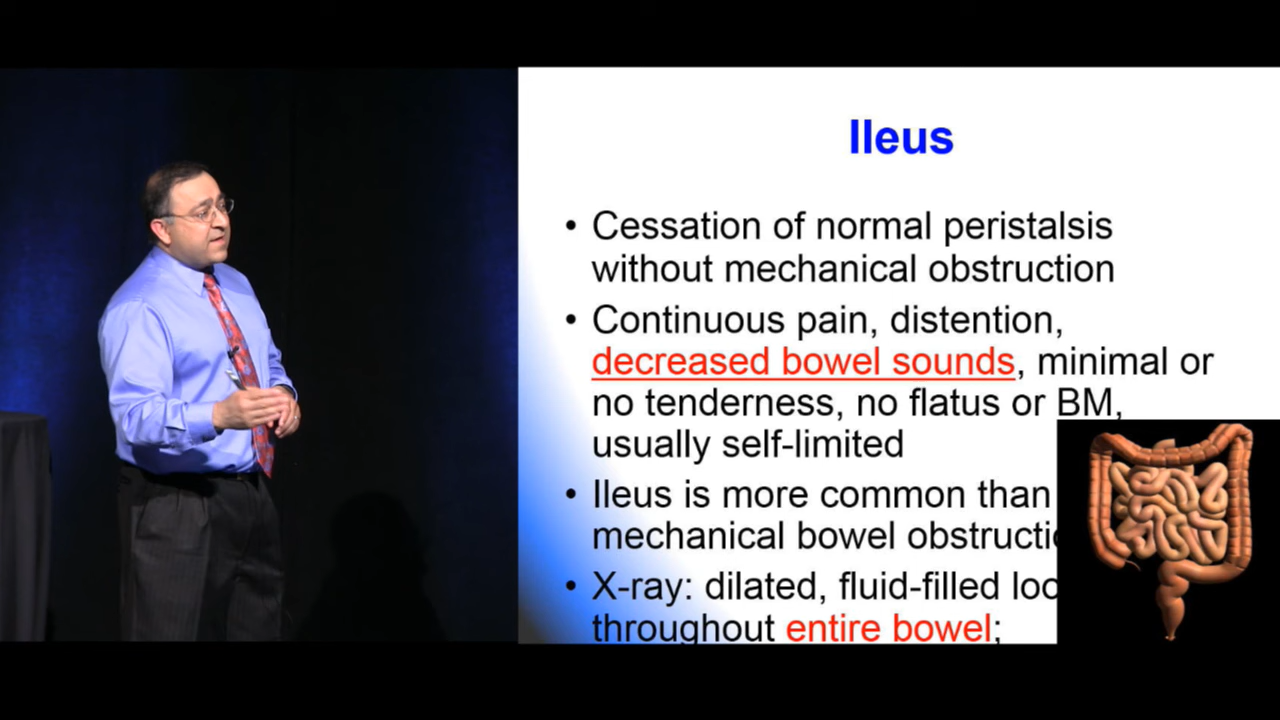 Ileus
• Cessation of normal peristalsis
without mechanical obstruction
• Continuous pain, distention,
decreased bowel sounds, minimal or
no tenderness, no flatus or BM,
usually self-limited
• Ileus is more common than
mechanical bowel
• X-ray: dilated, fluid-filled
throughout entire bowel;